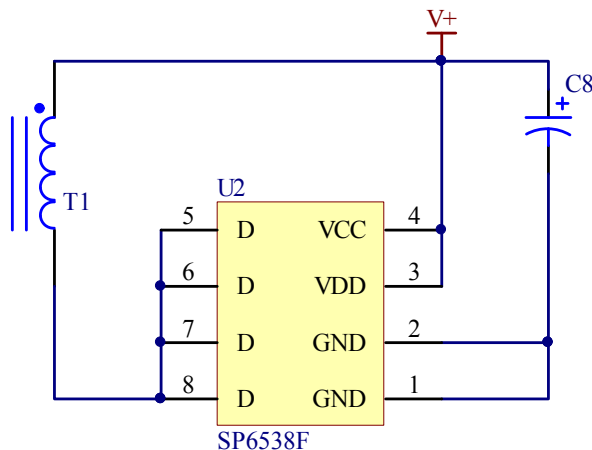 V+
C8
+
T1
U2
5 D VCC 4
6 D VDD 3
7 D GND 2
8 D GND 1
SP6538F